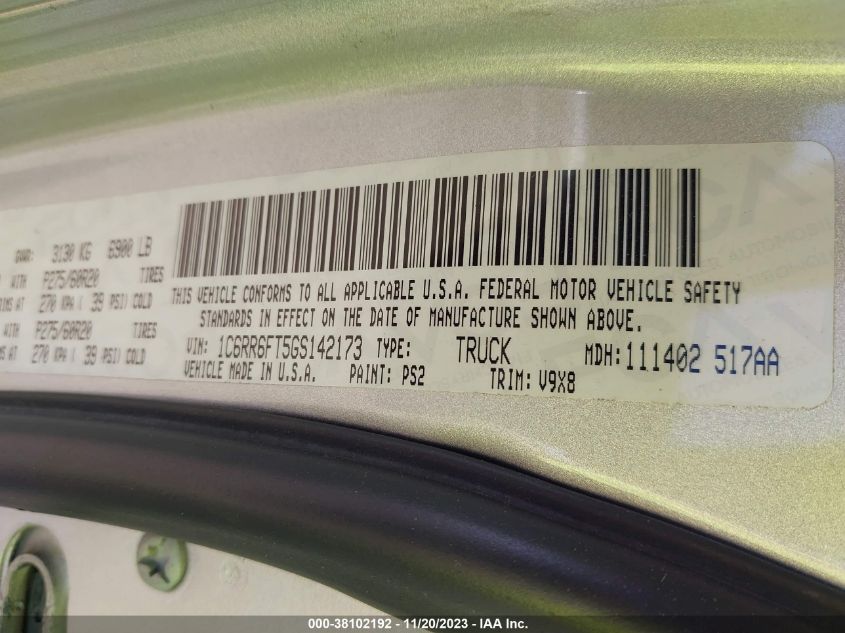 GVWR: 3130 KG 6900 LB
WITH P275/60R20 TIRES
RIMS AT 270 KPA ( 39 PSI) COLD
WITH P275/60R20 TIRES
270 KPA ( 39 PSI) COLD
THIS VEHICLE CONFORMS TO ALL APPLICABLE U.S.A. FEDERAL MOTOR VEHICLE SAFETY
STANDARDS IN EFFECT ON THE DATE OF MANUFACTURE SHOWN ABOVE.
VIN: 1C6RR6FT5GS142173 TYPE: TRUCK MDH:111402 517AA
VEHICLE MADE IN U.S.A. PAINT: PS2 TRIM: V9X8
000-38102192 - 11/20/2023 - IAA Inc.